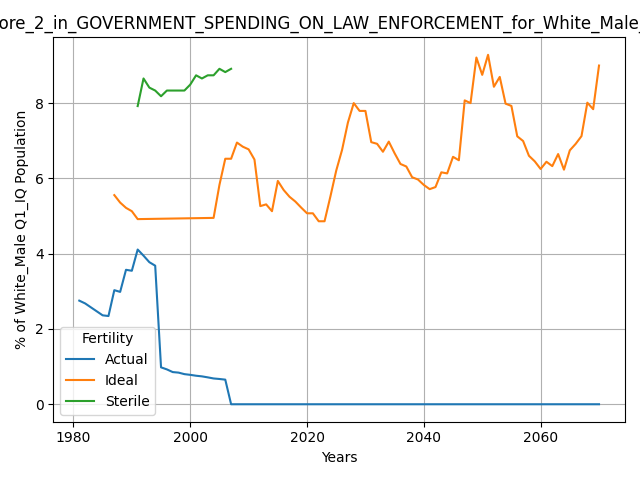 ore_2_in_GOVERNMENT_SPENDING_ON_LAW_ENFORCEMENT_for_White_Male_
% of White_Male Q1_IQ Population
8
6
4
2
0
Fertility
Actual
Ideal
Sterile
1980 2000 2020 2040 2060
Years